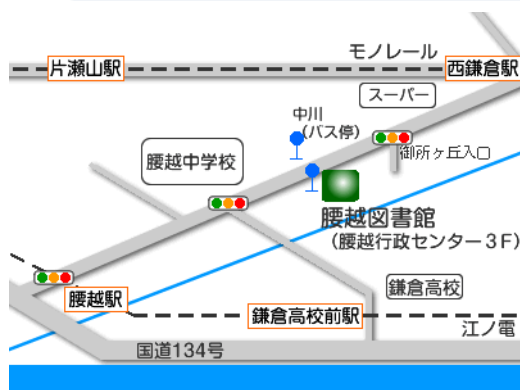 モノレール
片瀬山駅
西鎌倉駅
スーパー
中川
(バス停)
御所ヶ丘入口
腰越中学校
腰越図書館
(腰越行政センター3F)
鎌倉高校
腰越駅
鎌倉高校前駅
江ノ電
国道134号